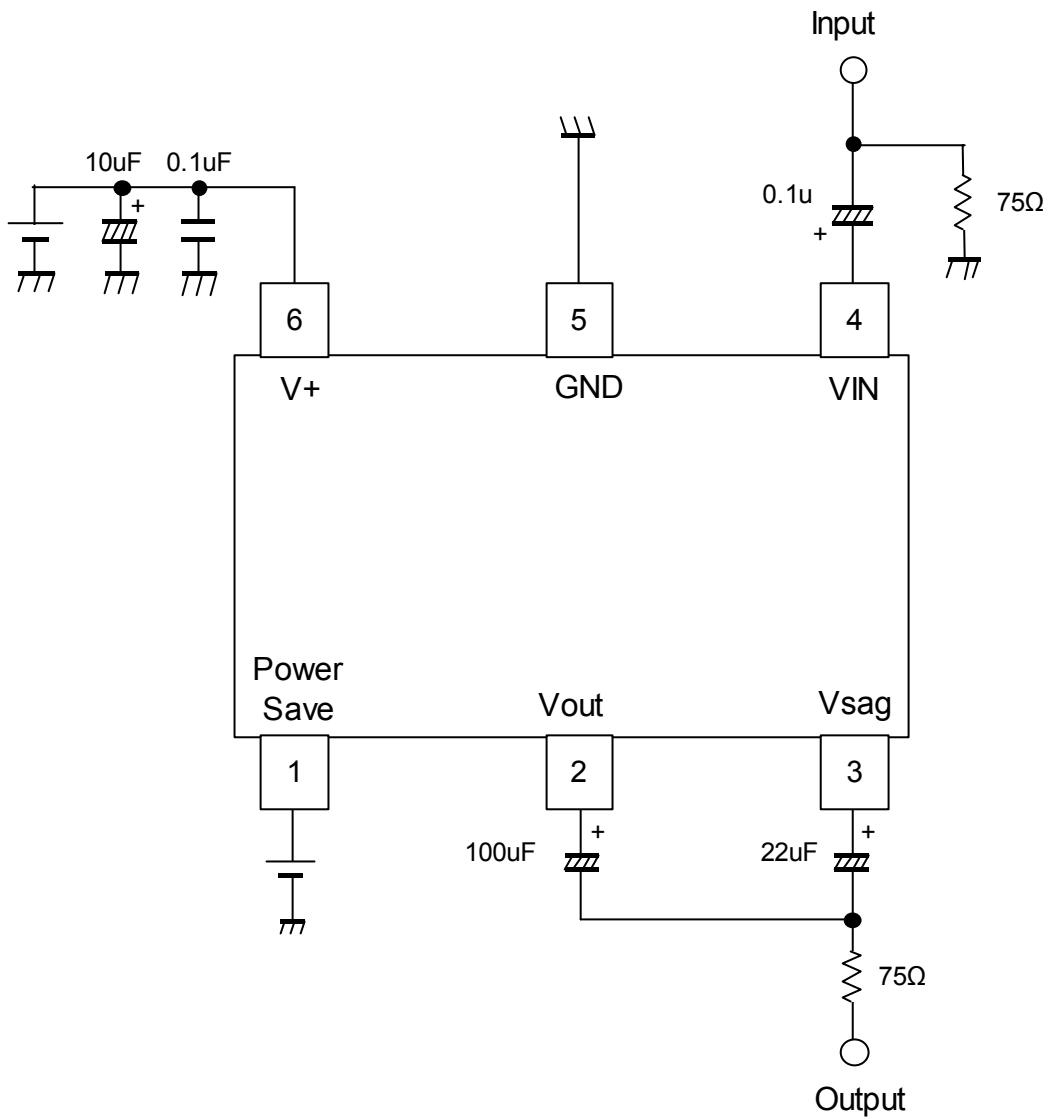 Input
10uF 0.1uF
+
0.1u
+
75Ω
6 5 4
V+ GND VIN
Power
Save
Vout
Vsag
1 2 3
+ +
100uF 22uF
75Ω
Output